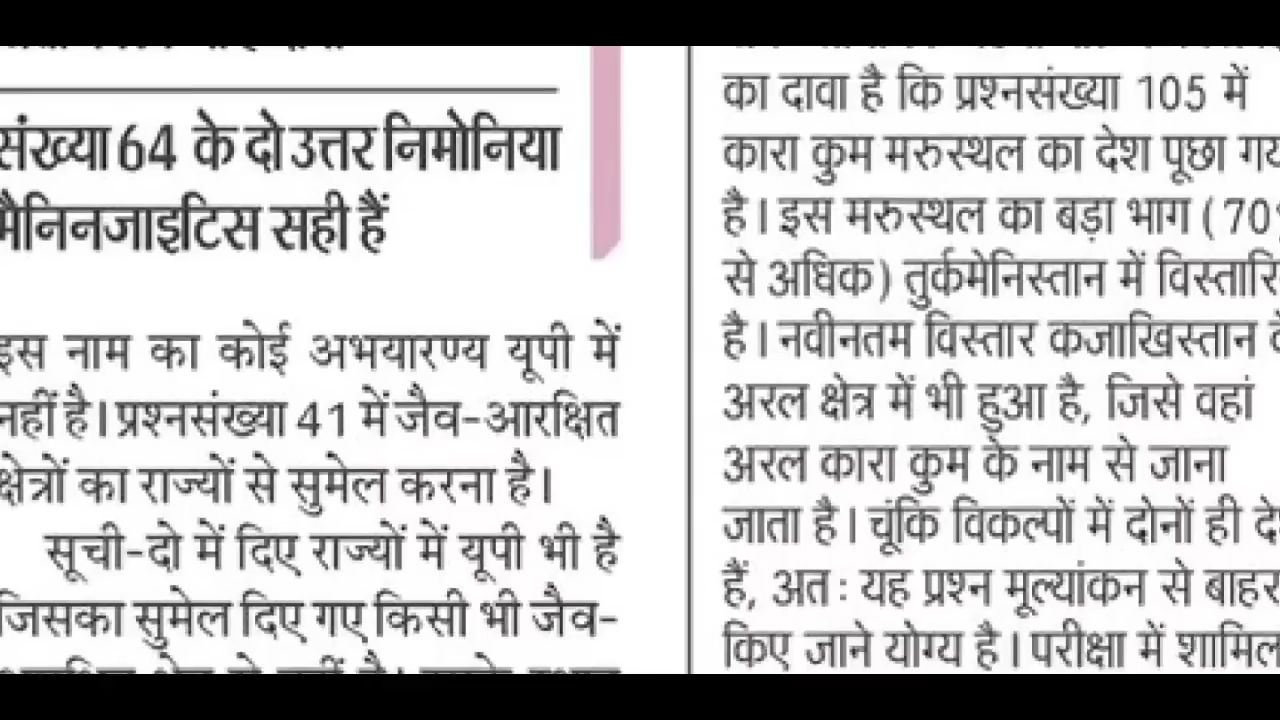 संख्या 64 के दो उत्तर निमोनिया
मैनिनजाइटिस सही हैं
इस नाम का कोई अभयारण्य यूपी में
नहीं है। प्रश्नसंख्या 41 में जैव-आरक्षित
क्षेत्रों का राज्यों से सुमेल करना है।
सूची-दो में दिए राज्यों में यूपी भी है
जिसका सुमेल दिए गए किसी भी जैव-
का दावा है कि प्रश्नसंख्या 105 में
कारा कुम मरुस्थल का देश पूछा
है। इस मरुस्थल का बड़ा भाग (70
से अधिक) तुर्कमेनिस्तान में
है। नवीनतम विस्तार कजाखिस्तान
अरल क्षेत्र में भी हुआ है, जिसे वहां
अरल कारा कुम के नाम से जाना
जाता है। चूंकि विकल्पों में दोनों ही
हैं, अतः यह प्रश्न मूल्यांकन से बाहर
किए जाने योग्य है। परीक्षा में शामिल